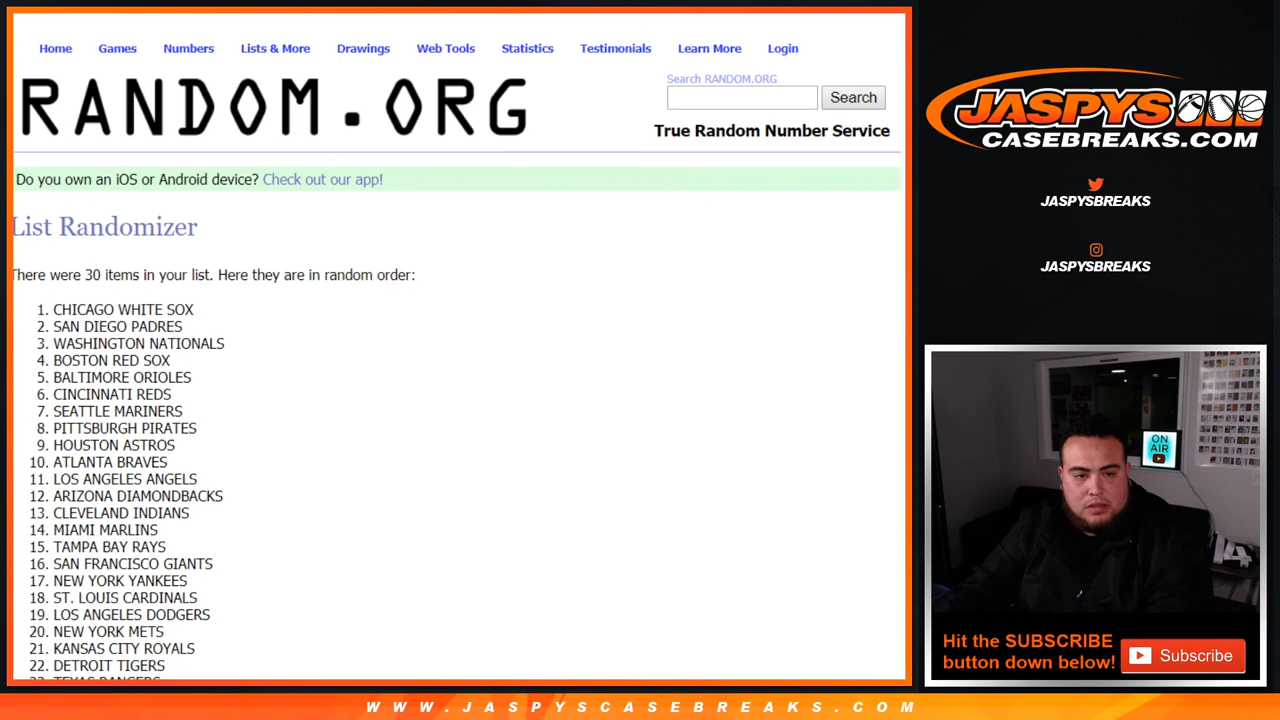 Home Games Numbers Lists & More Drawings Web Tools Statistics Testimonials Learn More Login
RANDOM.ORG
Search RANDOM.ORG
Search
True Random Number Service
Do you own an iOS or Android device? Check out our app!
List Randomizer
There were 30 items in your list. Here they are in random order:
1. CHICAGO WHITE SOX
2. SAN DIEGO PADRES
3. WASHINGTON NATIONALS
4. BOSTON RED SOX
5. BALTIMORE ORIOLES
6. CINCINNATI REDS
7. SEATTLE MARINERS
8. PITTSBURGH PIRATES
9. HOUSTON ASTROS
10. ATLANTA BRAVES
11. LOS ANGELES ANGELS
12. ARIZONA DIAMONDBACKS
13. CLEVELAND INDIANS
14. MIAMI MARLINS
15. TAMPA BAY RAYS
16. SAN FRANCISCO GIANTS
17. NEW YORK YANKEES
18. ST. LOUIS CARDINALS
19. LOS ANGELES DODGERS
20. NEW YORK METS
21. KANSAS CITY ROYALS
22. DETROIT TIGERS
23. TEXAS RANGERS
JASPYS
CASEBREAKS.COM
JASPYSBREAKS
JASPYSBREAKS
ON
AIR
14
Hit the SUBSCRIBE
button down below!
Subscribe
WWW.JASPYSCASEBREAKS.COM